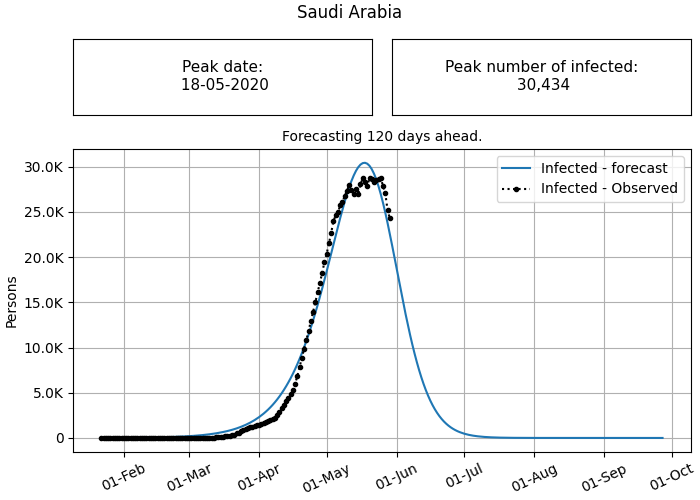 Saudi Arabia
Peak date:
18-05-2020
Peak number of infected:
30,434
Forecasting 120 days ahead.
Infected - forecast
Infected - Observed
30.0K
25.0K
20.0K
15.0K
10.0K
5.0K
0
Persons
01-Feb
01-Mar
01-Apr
01-May
01-Jun
01-Jul
01-Aug
01-Sep
01-Oct